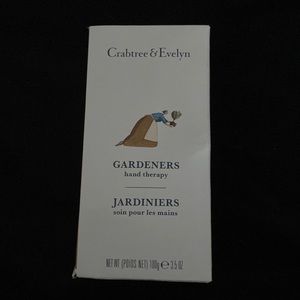 Crabtree & Evelyn
GARDENERS
hand therapy
JARDINIERS
soin pour les mains
NET WT (POIDS NET) 100g ℮ 3.5 OZ